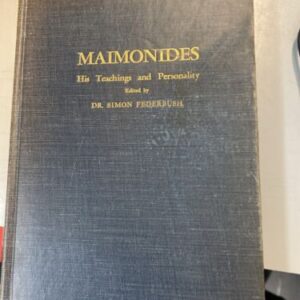 MAIMONIDES
His Teachings and Personality
Edited by
DR. SIMON FEDERBUSH